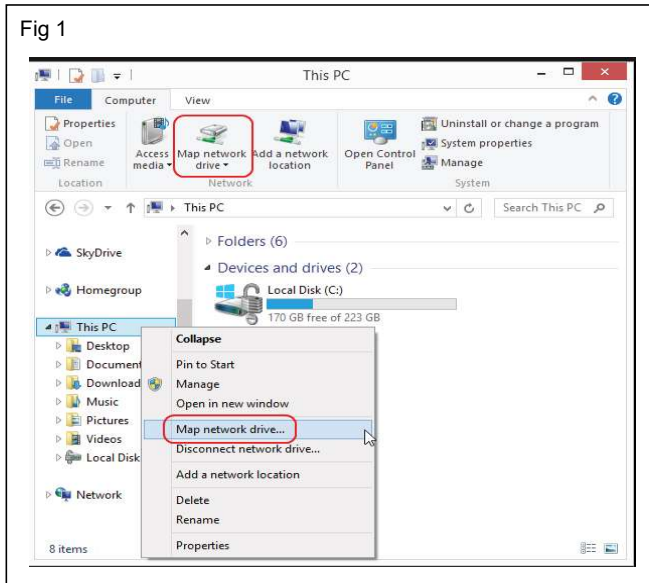 Fig 1
This PC
File Computer View
Properties
Open
Rename
Access media
Map network drive
Add a network location
Open Control Panel
Uninstall or change a program
System properties
Manage
Location Network System
This PC
Search This PC
SkyDrive
Homegroup
This PC
Desktop
Document
Download
Music
Pictures
Videos
Local Disk
Network
Folders (6)
Devices and drives (2)
Local Disk (C:)
170 GB free of 223 GB
Collapse
Pin to Start
Manage
Open in new window
Map network drive...
Disconnect network drive...
Add a network location
Delete
Rename
Properties
8 items